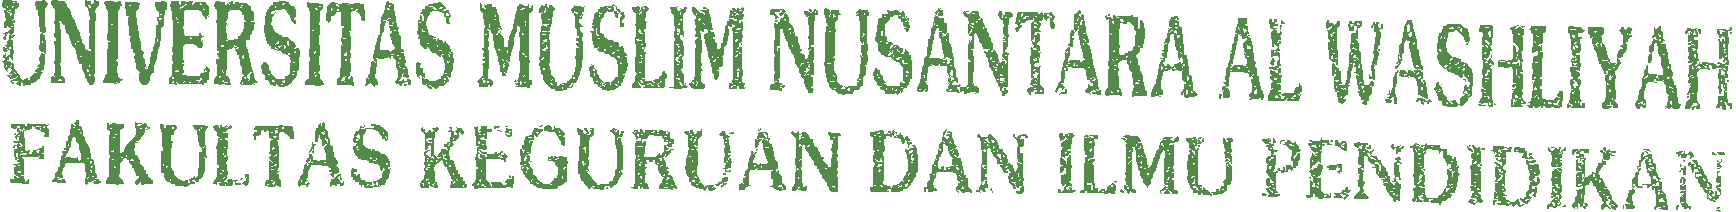 UNIVERSITAS MUSLIM NUSANTARA AL WASHLIYAH
FAKULTAS KEGURUAN DAN ILMU PENDIDIKAN